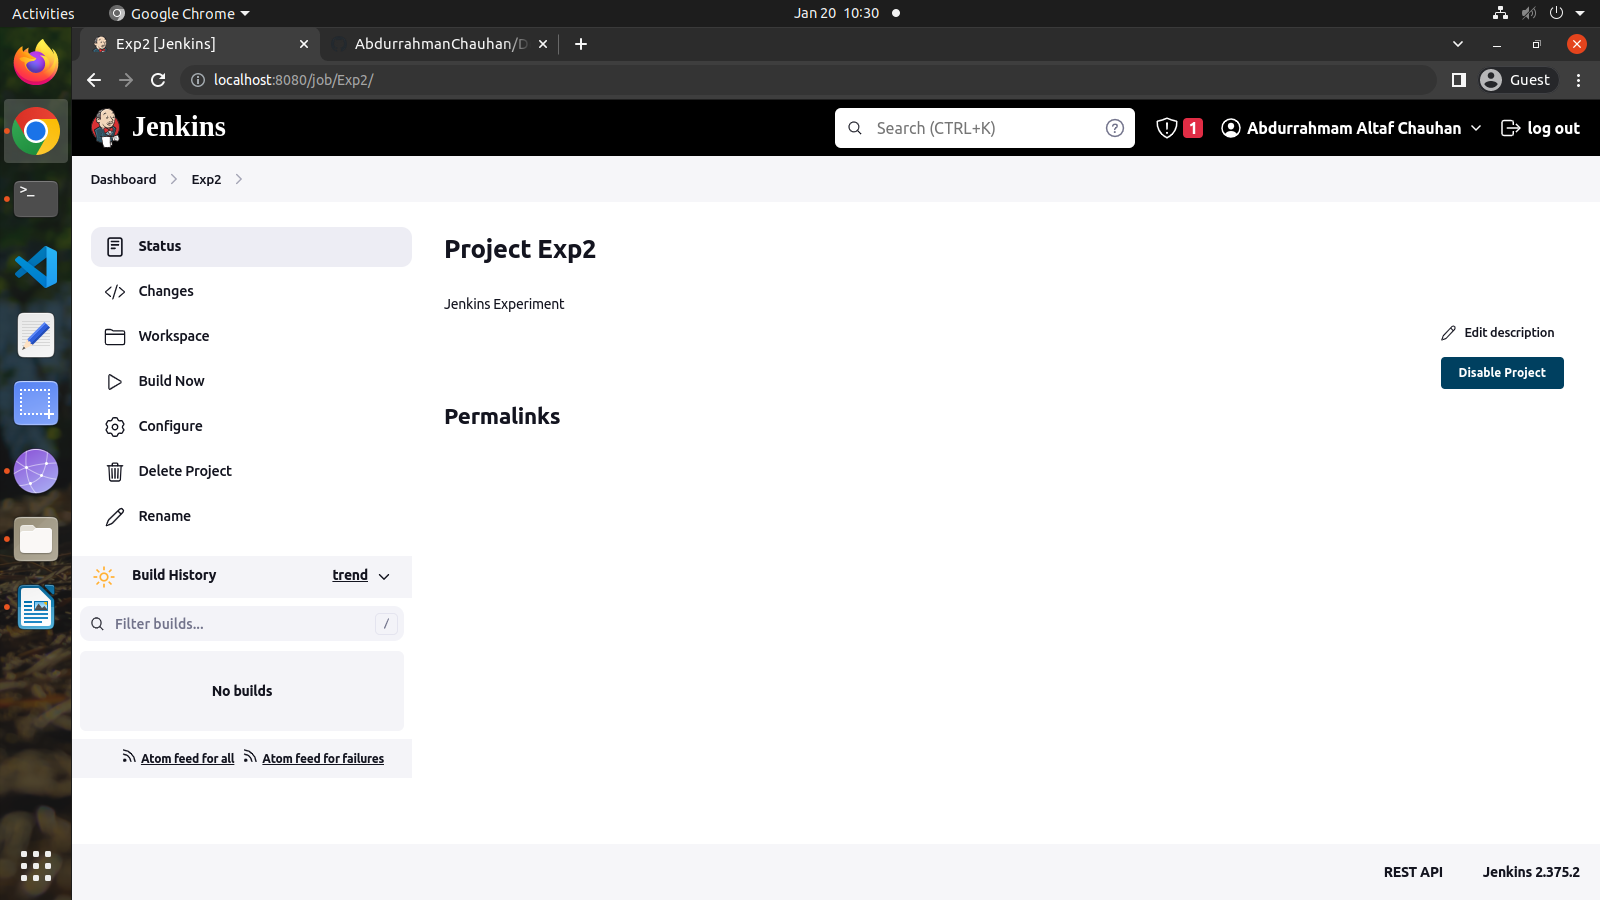 Activities
Google Chrome
Jan 20 10:30
Exp2 [Jenkins]
AbdurrahmanChauhan/D
localhost:8080/job/Exp2/
Guest
Jenkins
Search (CTRL+K)
?
1
Abdurrahmam Altaf Chauhan
log out
Dashboard
Exp2
Status
Changes
Workspace
Build Now
Configure
Delete Project
Rename
Project Exp2
Jenkins Experiment
Edit description
Disable Project
Permalinks
Build History
trend
Filter builds...
/
No builds
Atom feed for all
Atom feed for failures
REST API
Jenkins 2.375.2